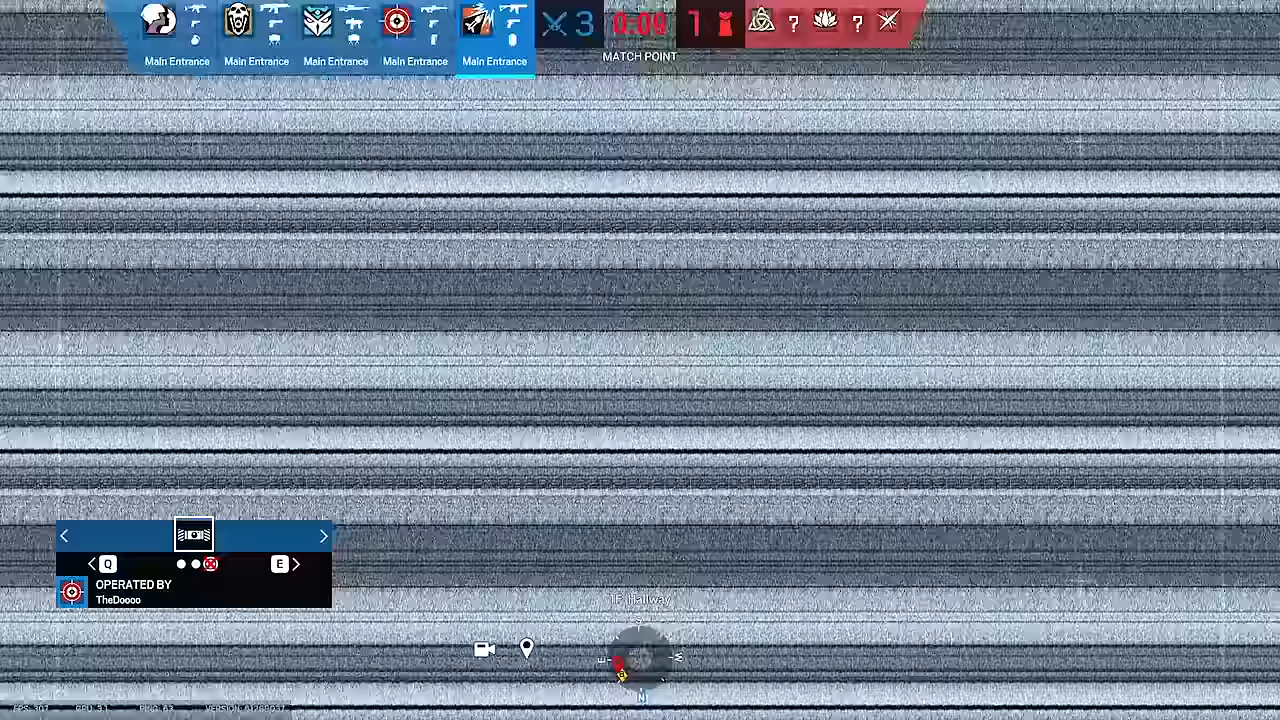 3 0:00 1 ? ?
Main Entrance Main Entrance Main Entrance Main Entrance Main Entrance
MATCH POINT
Q E
OPERATED BY
TheDoooo
1F Hallway
S
E W
N